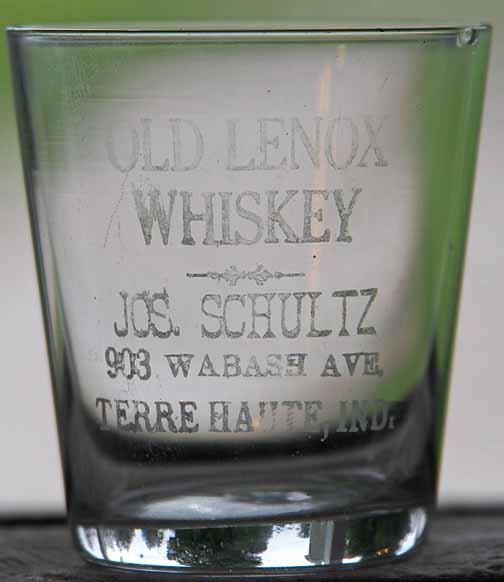 OLD LENOX
WHISKEY
JOS. SCHULTZ
903 WABASH AVE,
TERRE HAUTE, IND.